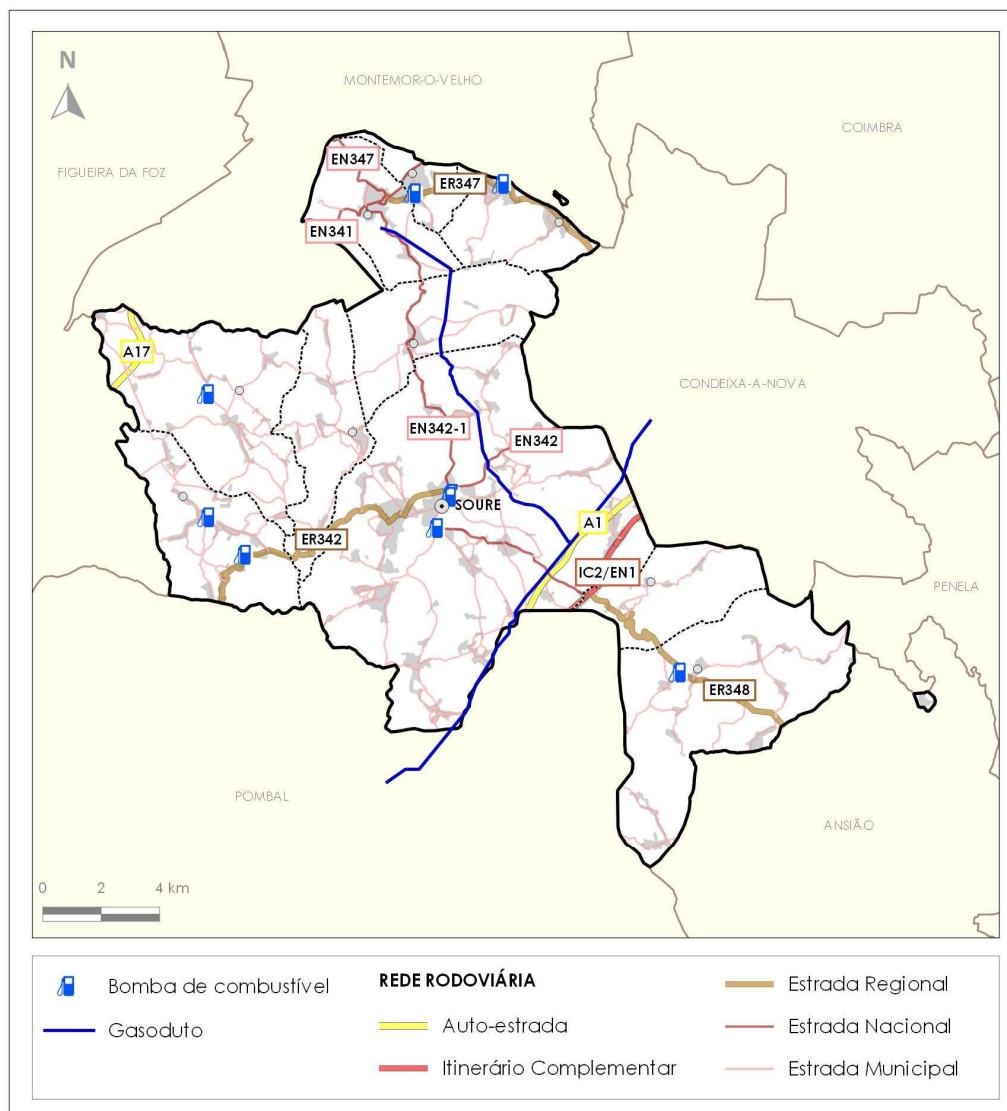 N
MONTEMOR-O-VELHO
COIMBRA
FIGUEIRA DA FOZ
EN347
ER347
EN341
A17
CONDEIXA-A-NOVA
EN342-1
EN342
SOURE
A1
ER342
IC2/EN1
PENELA
ER348
POMBAL
ANSIÃO
0 2 4 km
Bomba de combustível
Gasoduto
REDE RODOVIÁRIA
Auto-estrada
Itinerário Complementar
Estrada Regional
Estrada Nacional
Estrada Municipal